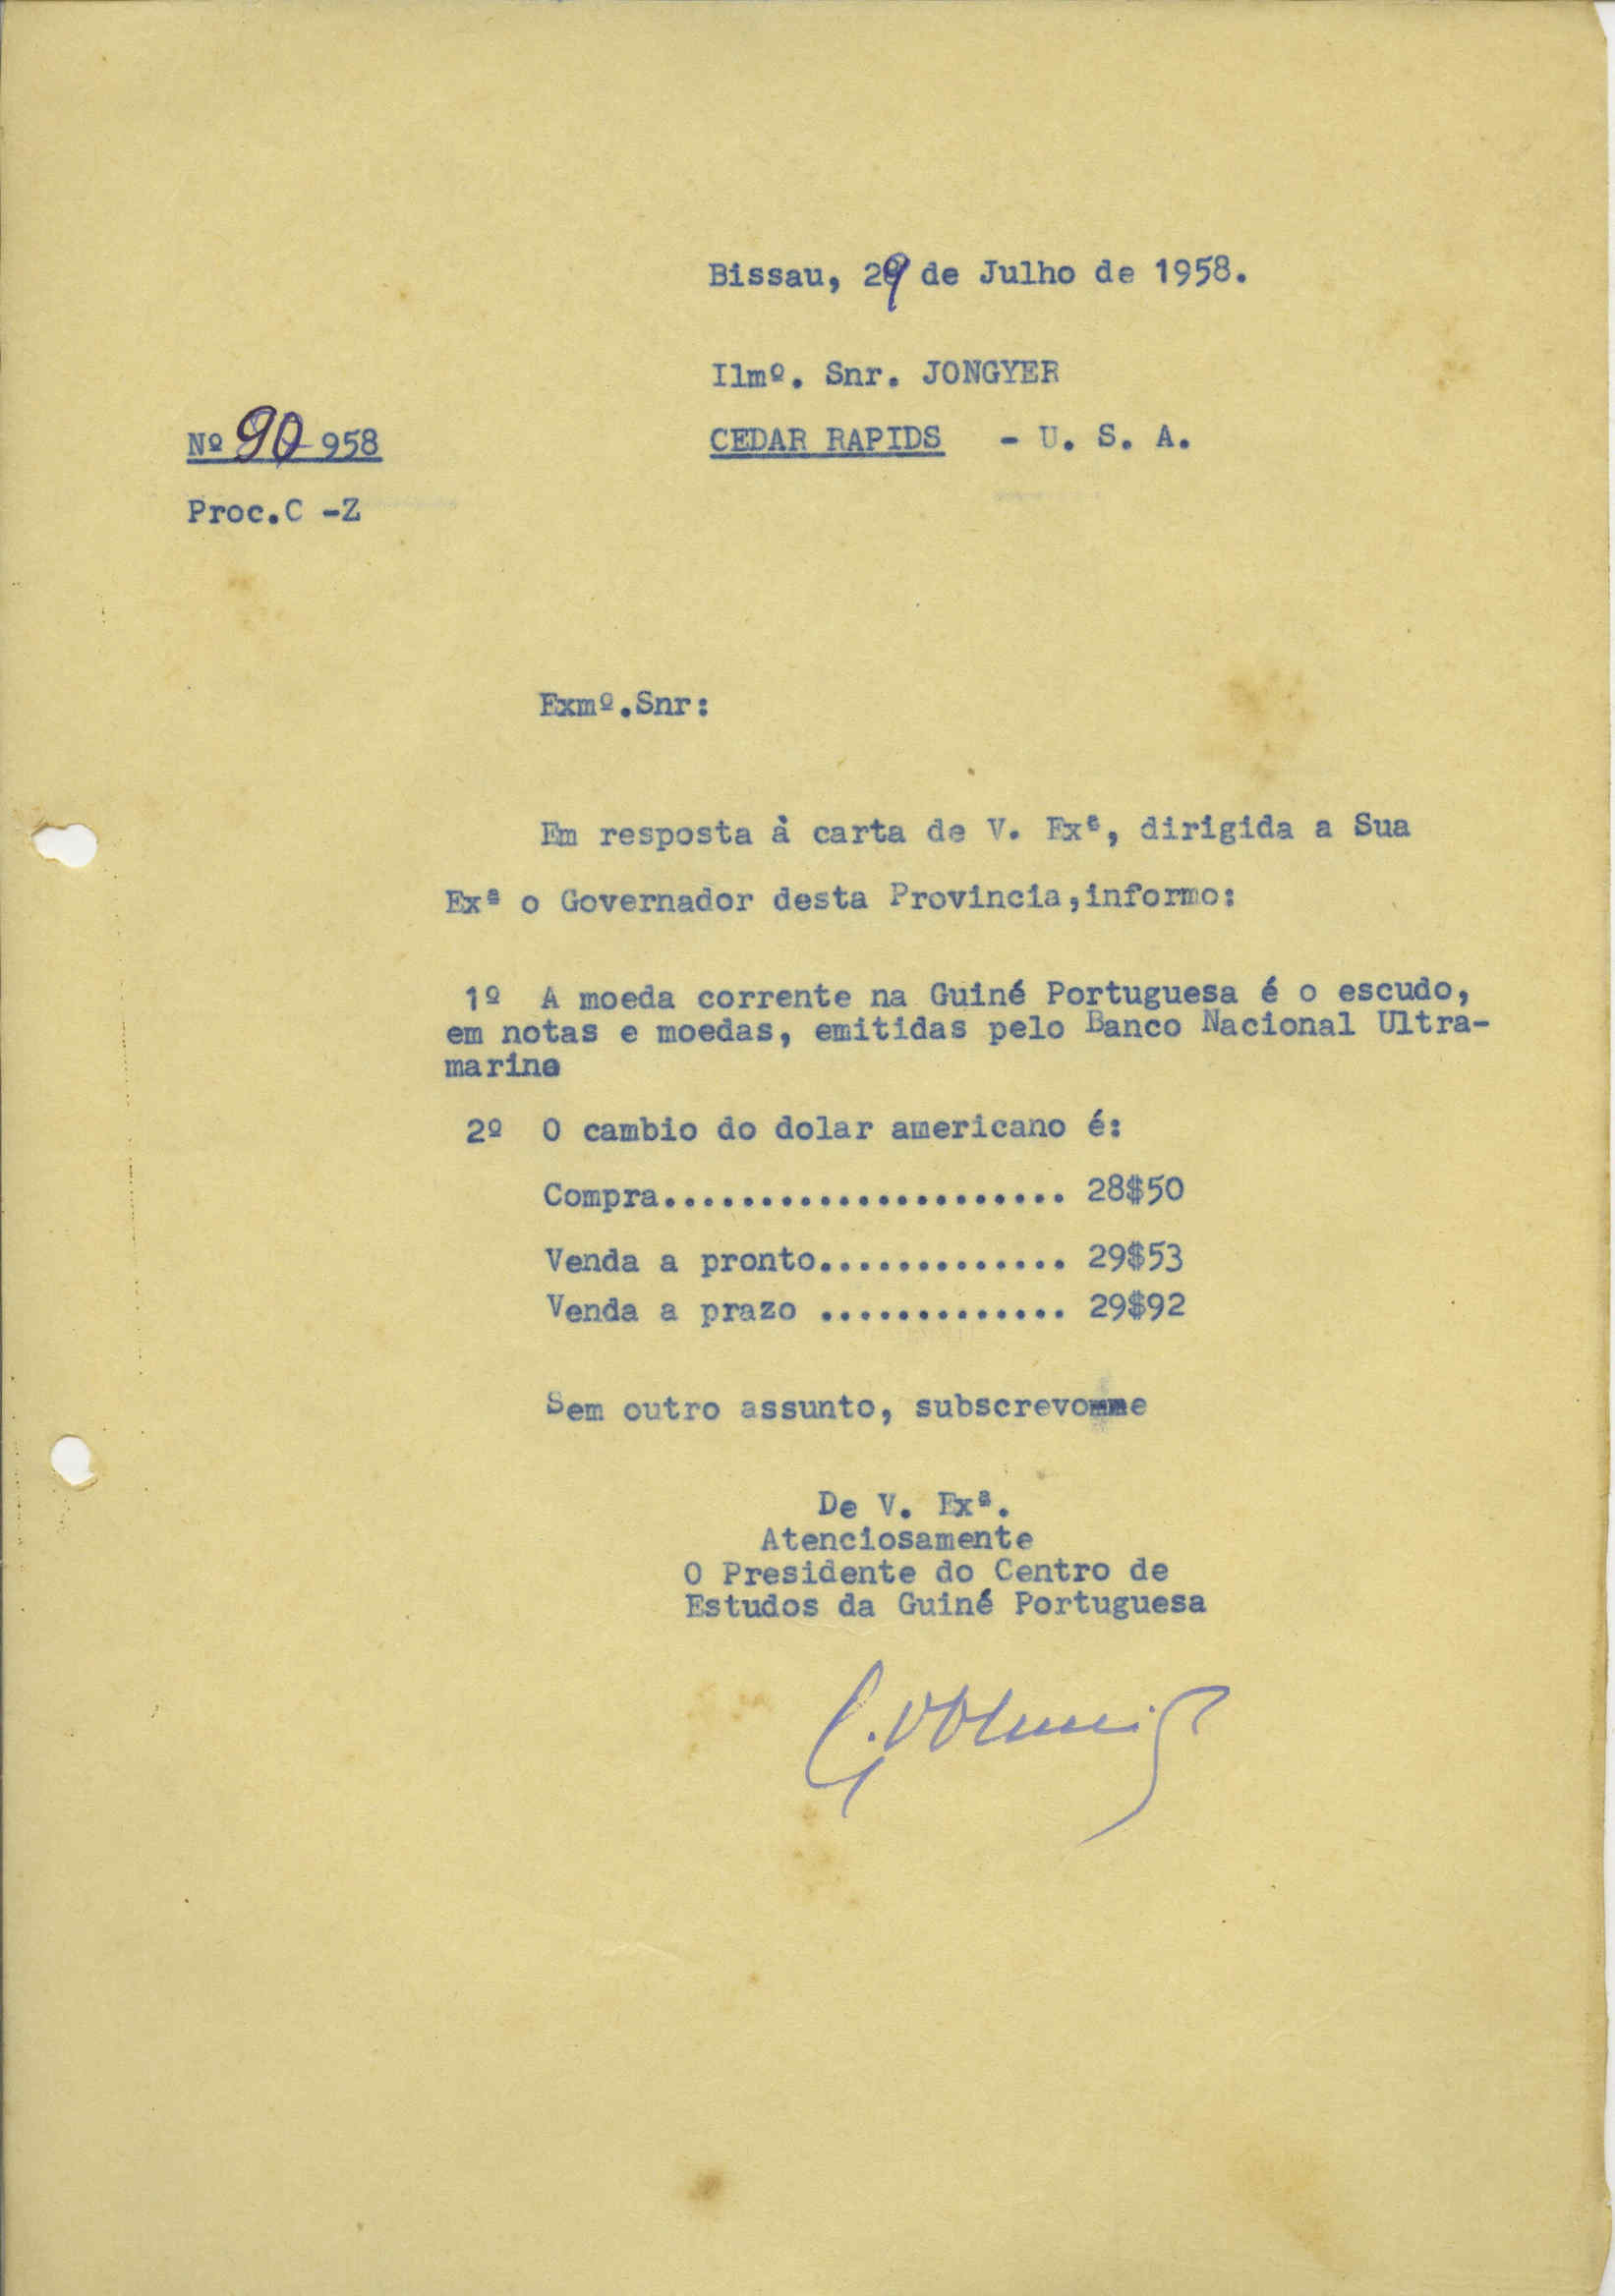 Bissau, 29 de Julho de 1958.
Ilmº. Snr. JONGYER
Nº 90-958
CEDAR RAPIDS - U. S. A.
Proc.C -Z
Exmº.Snr:
Em resposta à carta de V. Exª, dirigida a Sua
Exª o Governador desta Provincia,informo:
1º A moeda corrente na Guiné Portuguesa é o escudo,
em notas e moedas, emitidas pelo Banco Nacional Ultra-
marino
2º O cambio do dolar americano é:
Compra..................... 28$50
Venda a pronto............. 29$53
Venda a prazo ............. 29$92
Sem outro assunto, subscrevo-me
De V. Exª.
Atenciosamente
O Presidente do Centro de
Estudos da Guiné Portuguesa